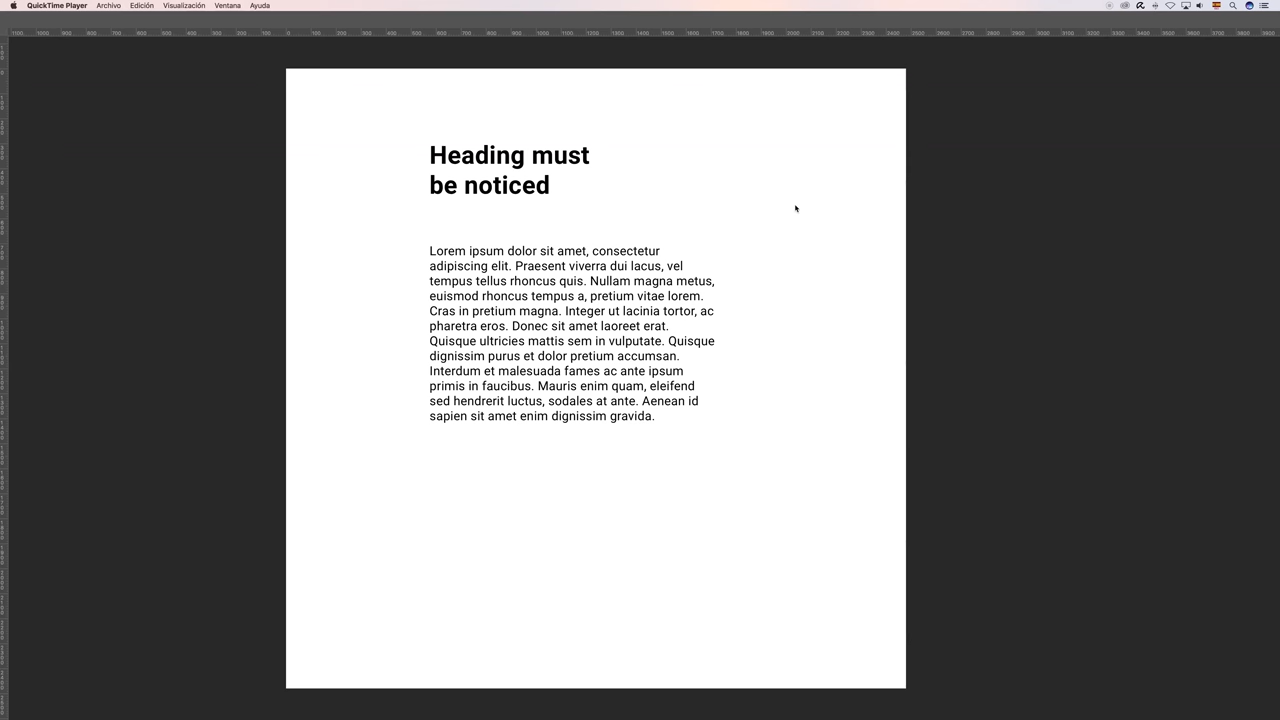 QuickTime Player Archivo Edición Visualización Ventana Ayuda
Heading must
be noticed
Lorem ipsum dolor sit amet, consectetur
adipiscing elit. Praesent viverra dui lacus, vel
tempus tellus rhoncus quis. Nullam magna metus,
euismod rhoncus tempus a, pretium vitae lorem.
Cras in pretium magna. Integer ut lacinia tortor, ac
pharetra eros. Donec sit amet laoreet erat.
Quisque ultricies mattis sem in vulputate. Quisque
dignissim purus et dolor pretium accumsan.
Interdum et malesuada fames ac ante ipsum
primis in faucibus. Mauris enim quam, eleifend
sed hendrerit luctus, sodales at ante. Aenean id
sapien sit amet enim dignissim gravida.